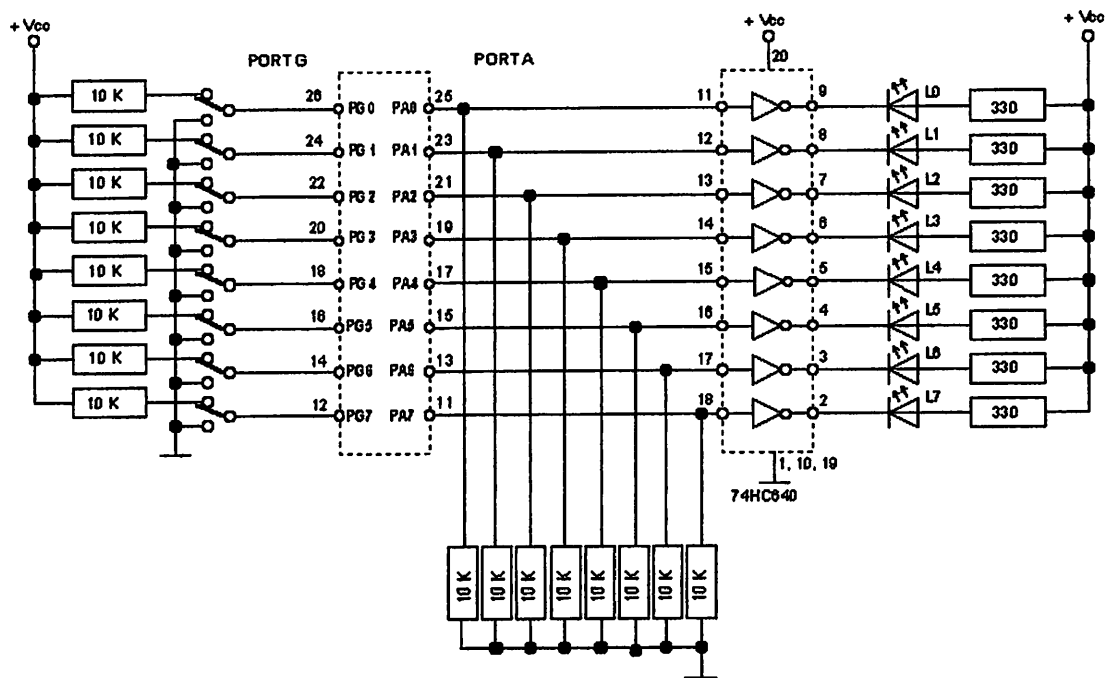 + Vcc
+ Vcc
+ Vcc
PORTG
PORTA
20
10 K
26
PG0
PA0
25
11
9
L0
330
10 K
24
PG1
PA1
23
12
8
L1
330
10 K
22
PG2
PA2
21
13
7
L2
330
10 K
20
PG3
PA3
19
14
6
L3
330
10 K
18
PG4
PA4
17
15
5
L4
330
10 K
16
PG5
PA5
15
16
4
L5
330
10 K
14
PG6
PA6
13
17
3
L6
330
10 K
12
PG7
PA7
11
18
2
L7
330
1, 10, 19
74HC640
10 K
10 K
10 K
10 K
10 K
10 K
10 K
10 K